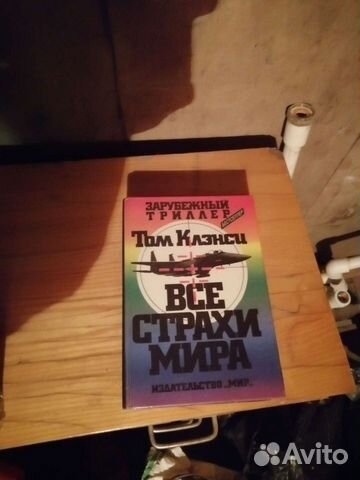 ЗАРУБЕЖНЫЙ
ТРИЛЛЕР
Том Клэнси
ВСЕ
СТРАХИ
МИРА
ИЗДАТЕЛЬСТВО „МИР"
Avito